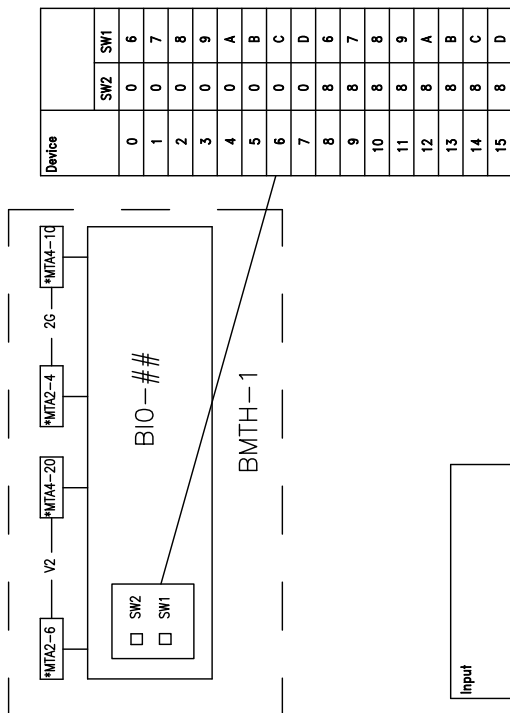 *MTA2-6 V2 *MTA4-20 *MTA2-4 2G *MTA4-10
BIO-##
SW2
SW1
BMTH-1
Device
SW2 SW1
0 0 6
1 0 7
2 0 8
3 0 9
4 0 A
5 0 B
6 0 C
7 0 D
8 8 6
9 8 7
10 8 8
11 8 9
12 8 A
13 8 B
14 8 C
15 8 D
Input